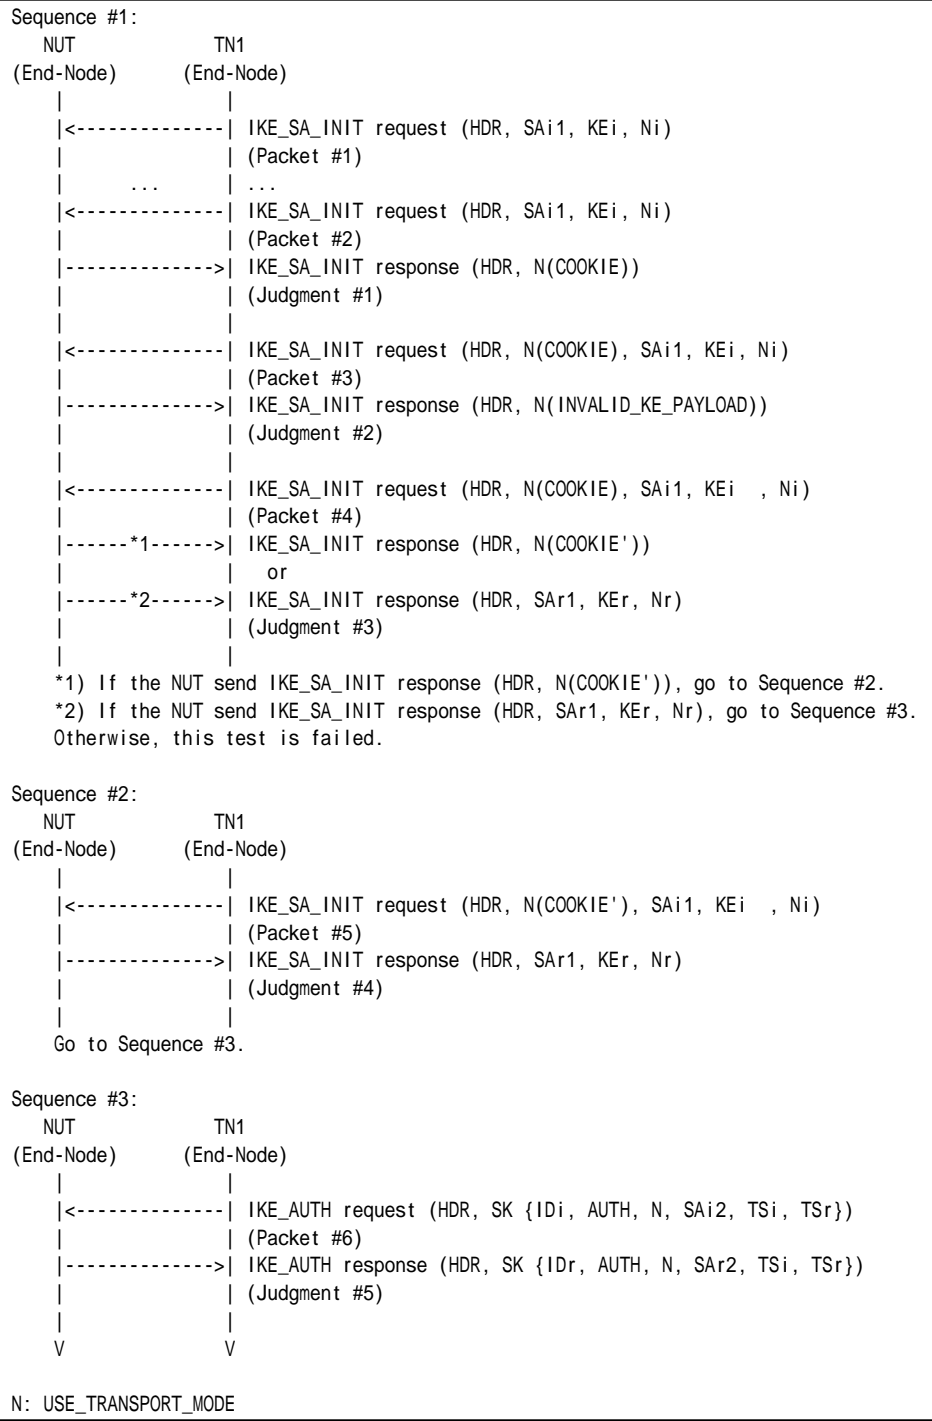 Sequence #1:
   NUT             TN1
(End-Node)     (End-Node)
    |               |
    |<--------------| IKE_SA_INIT request (HDR, SAi1, KEi, Ni)
    |               | (Packet #1)
    |      ...      | ...
    |<--------------| IKE_SA_INIT request (HDR, SAi1, KEi, Ni)
    |               | (Packet #2)
    |-------------->| IKE_SA_INIT response (HDR, N(COOKIE))
    |               | (Judgment #1)
    |               |
    |<--------------| IKE_SA_INIT request (HDR, N(COOKIE), SAi1, KEi, Ni)
    |               | (Packet #3)
    |-------------->| IKE_SA_INIT response (HDR, N(INVALID_KE_PAYLOAD))
    |               | (Judgment #2)
    |               |
    |<--------------| IKE_SA_INIT request (HDR, N(COOKIE), SAi1, KEi  , Ni)
    |               | (Packet #4)
    |------*1------>| IKE_SA_INIT response (HDR, N(COOKIE'))
    |               |   or
    |------*2------>| IKE_SA_INIT response (HDR, SAr1, KEr, Nr)
    |               | (Judgment #3)
    |               |
    *1) If the NUT send IKE_SA_INIT response (HDR, N(COOKIE')), go to Sequence #2.
    *2) If the NUT send IKE_SA_INIT response (HDR, SAr1, KEr, Nr), go to Sequence #3.
    Otherwise, this test is failed.

Sequence #2:
   NUT             TN1
(End-Node)     (End-Node)
    |               |
    |<--------------| IKE_SA_INIT request (HDR, N(COOKIE'), SAi1, KEi  , Ni)
    |               | (Packet #5)
    |-------------->| IKE_SA_INIT response (HDR, SAr1, KEr, Nr)
    |               | (Judgment #4)
    |               |
    Go to Sequence #3.

Sequence #3:
   NUT             TN1
(End-Node)     (End-Node)
    |               |
    |<--------------| IKE_AUTH request (HDR, SK {IDi, AUTH, N, SAi2, TSi, TSr})
    |               | (Packet #6)
    |-------------->| IKE_AUTH response (HDR, SK {IDr, AUTH, N, SAr2, TSi, TSr})
    |               | (Judgment #5)
    |               |
    V               V

N: USE_TRANSPORT_MODE